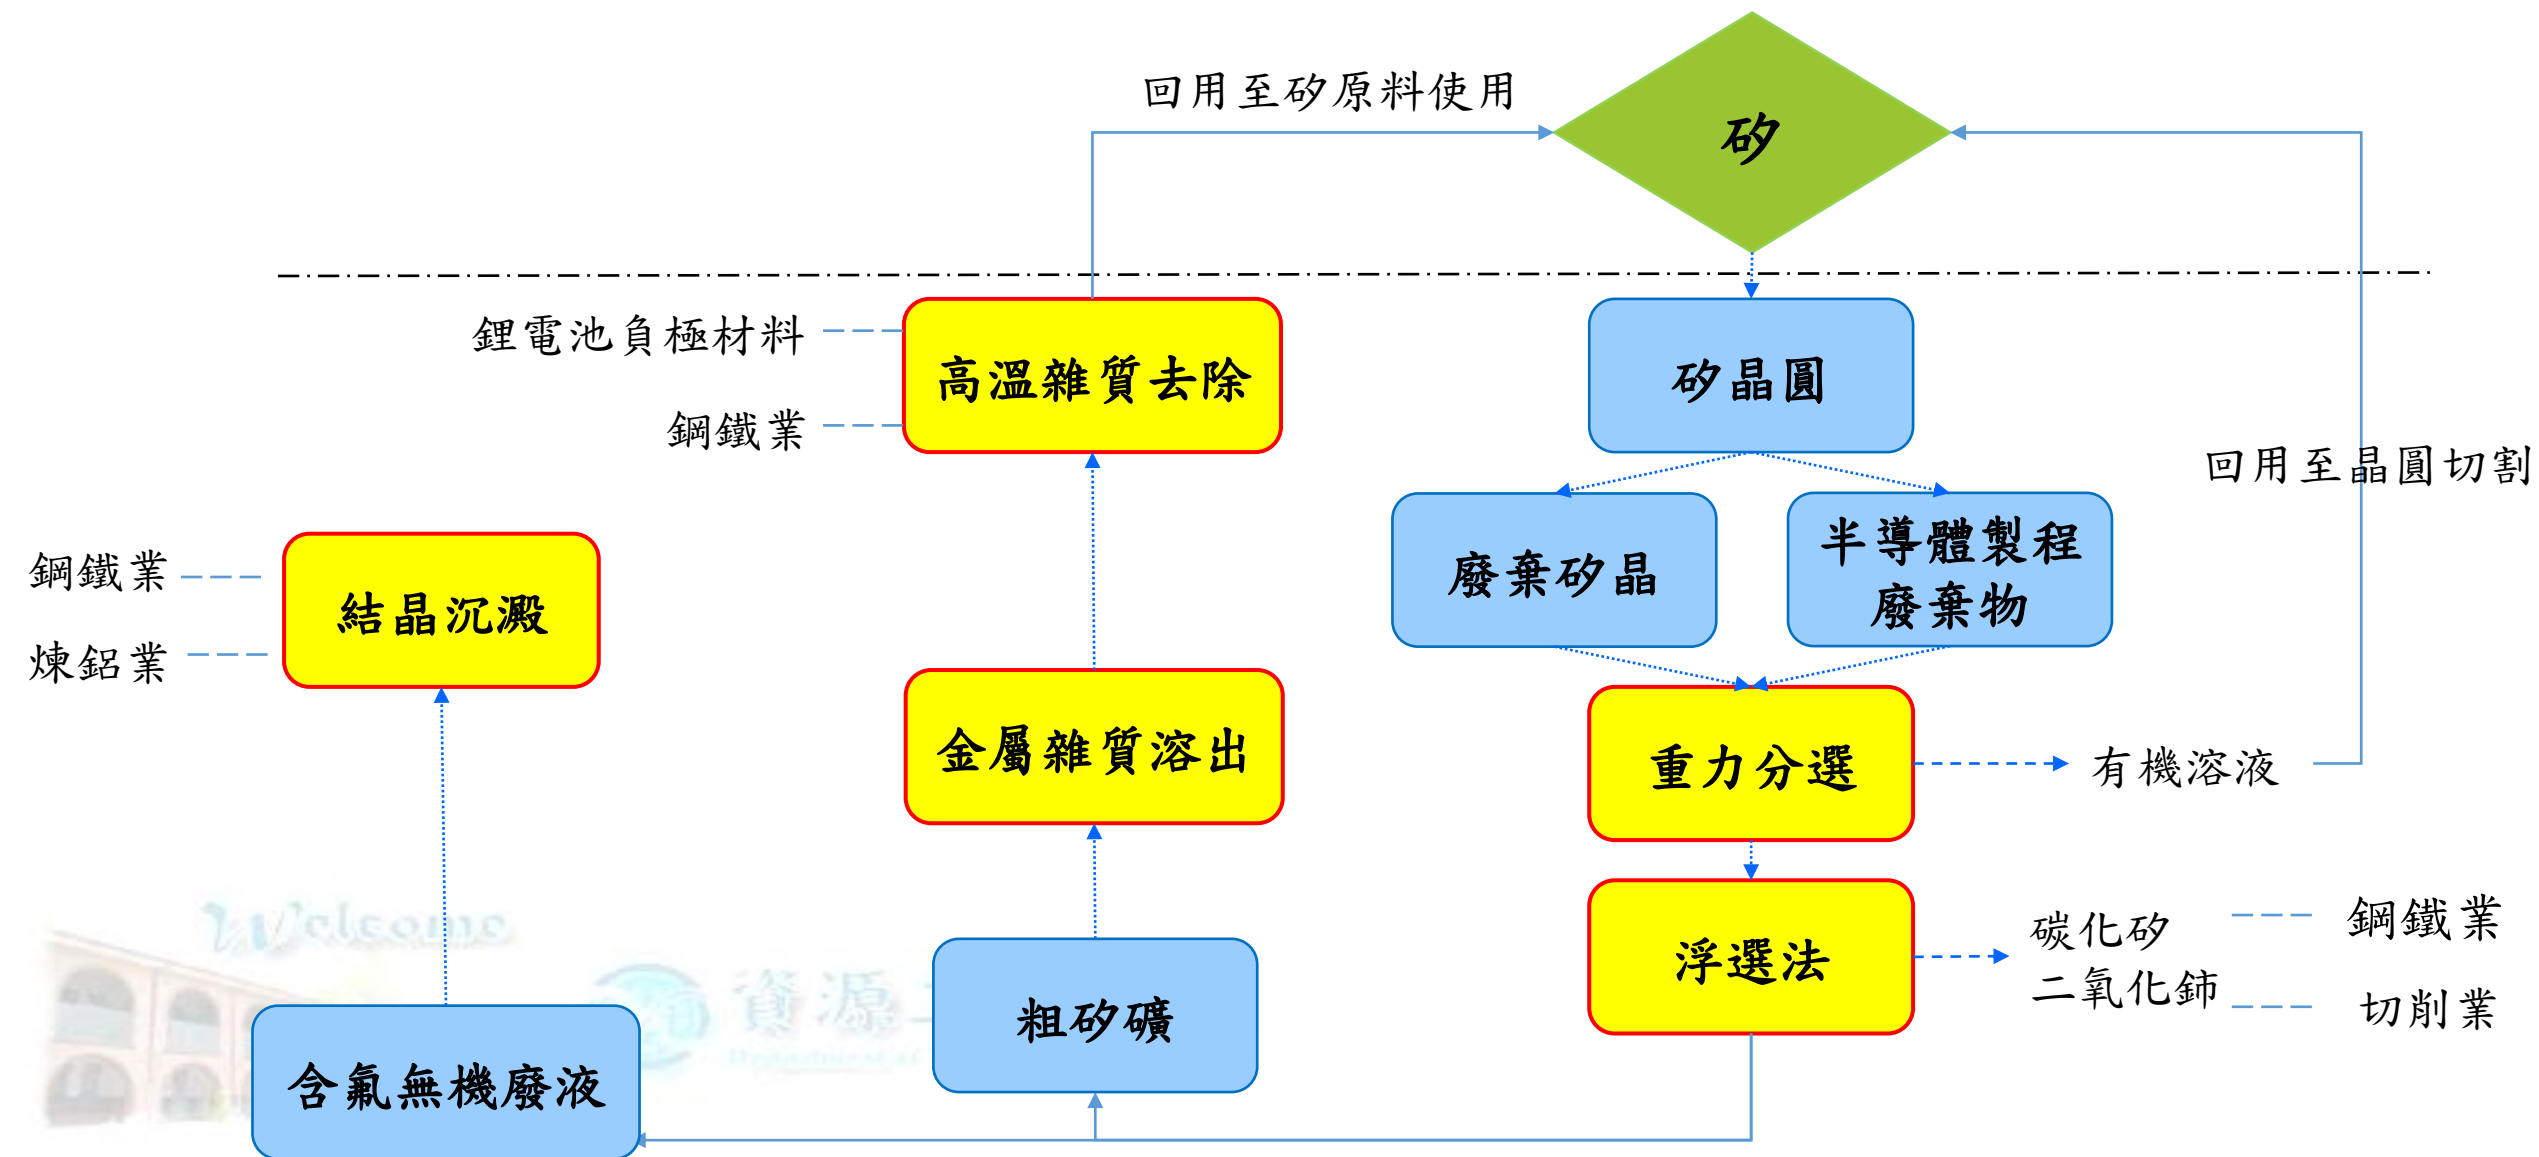 回用至矽原料使用
矽
鋰電池負極材料
高溫雜質去除
鋼鐵業
矽晶圓
回用至晶圓切割
鋼鐵業
結晶沉澱
煉鋁業
廢棄矽晶
半導體製程
廢棄物
金屬雜質溶出
重力分選
有機溶液
Welcome
資源
粗矽礦
浮選法
碳化矽
二氧化鈰
鋼鐵業
切削業
含氟無機廢液